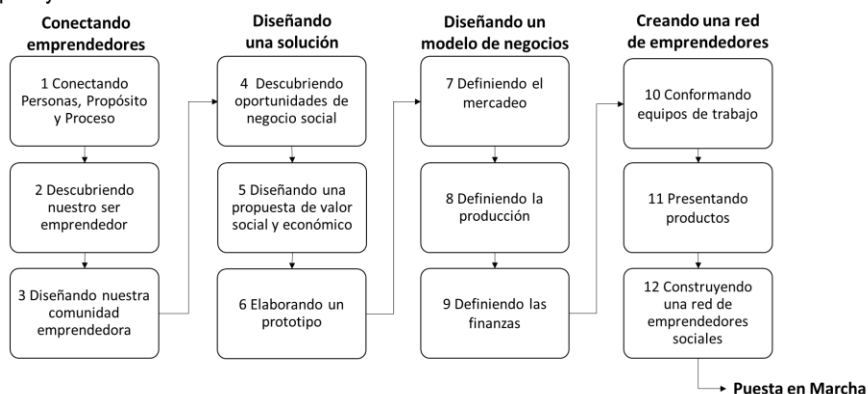 Conectando
emprendedores
1 Conectando
Personas, Propósito
y Proceso
2 Descubriendo
nuestro ser
emprendedor
3 Diseñando nuestra
comunidad
emprendedora
Diseñando
una solución
4 Descubriendo
oportunidades de
negocio social
5 Diseñando una
propuesta de valor
social y económico
6 Elaborando un
prototipo
Diseñando un
modelo de negocios
7 Definiendo el
mercadeo
8 Definiendo la
producción
9 Definiendo las
finanzas
Creando una red
de emprendedores
10 Conformando
equipos de trabajo
11 Presentando
productos
12 Construyendo
una red de
emprendedores
sociales
Puesta en Marcha